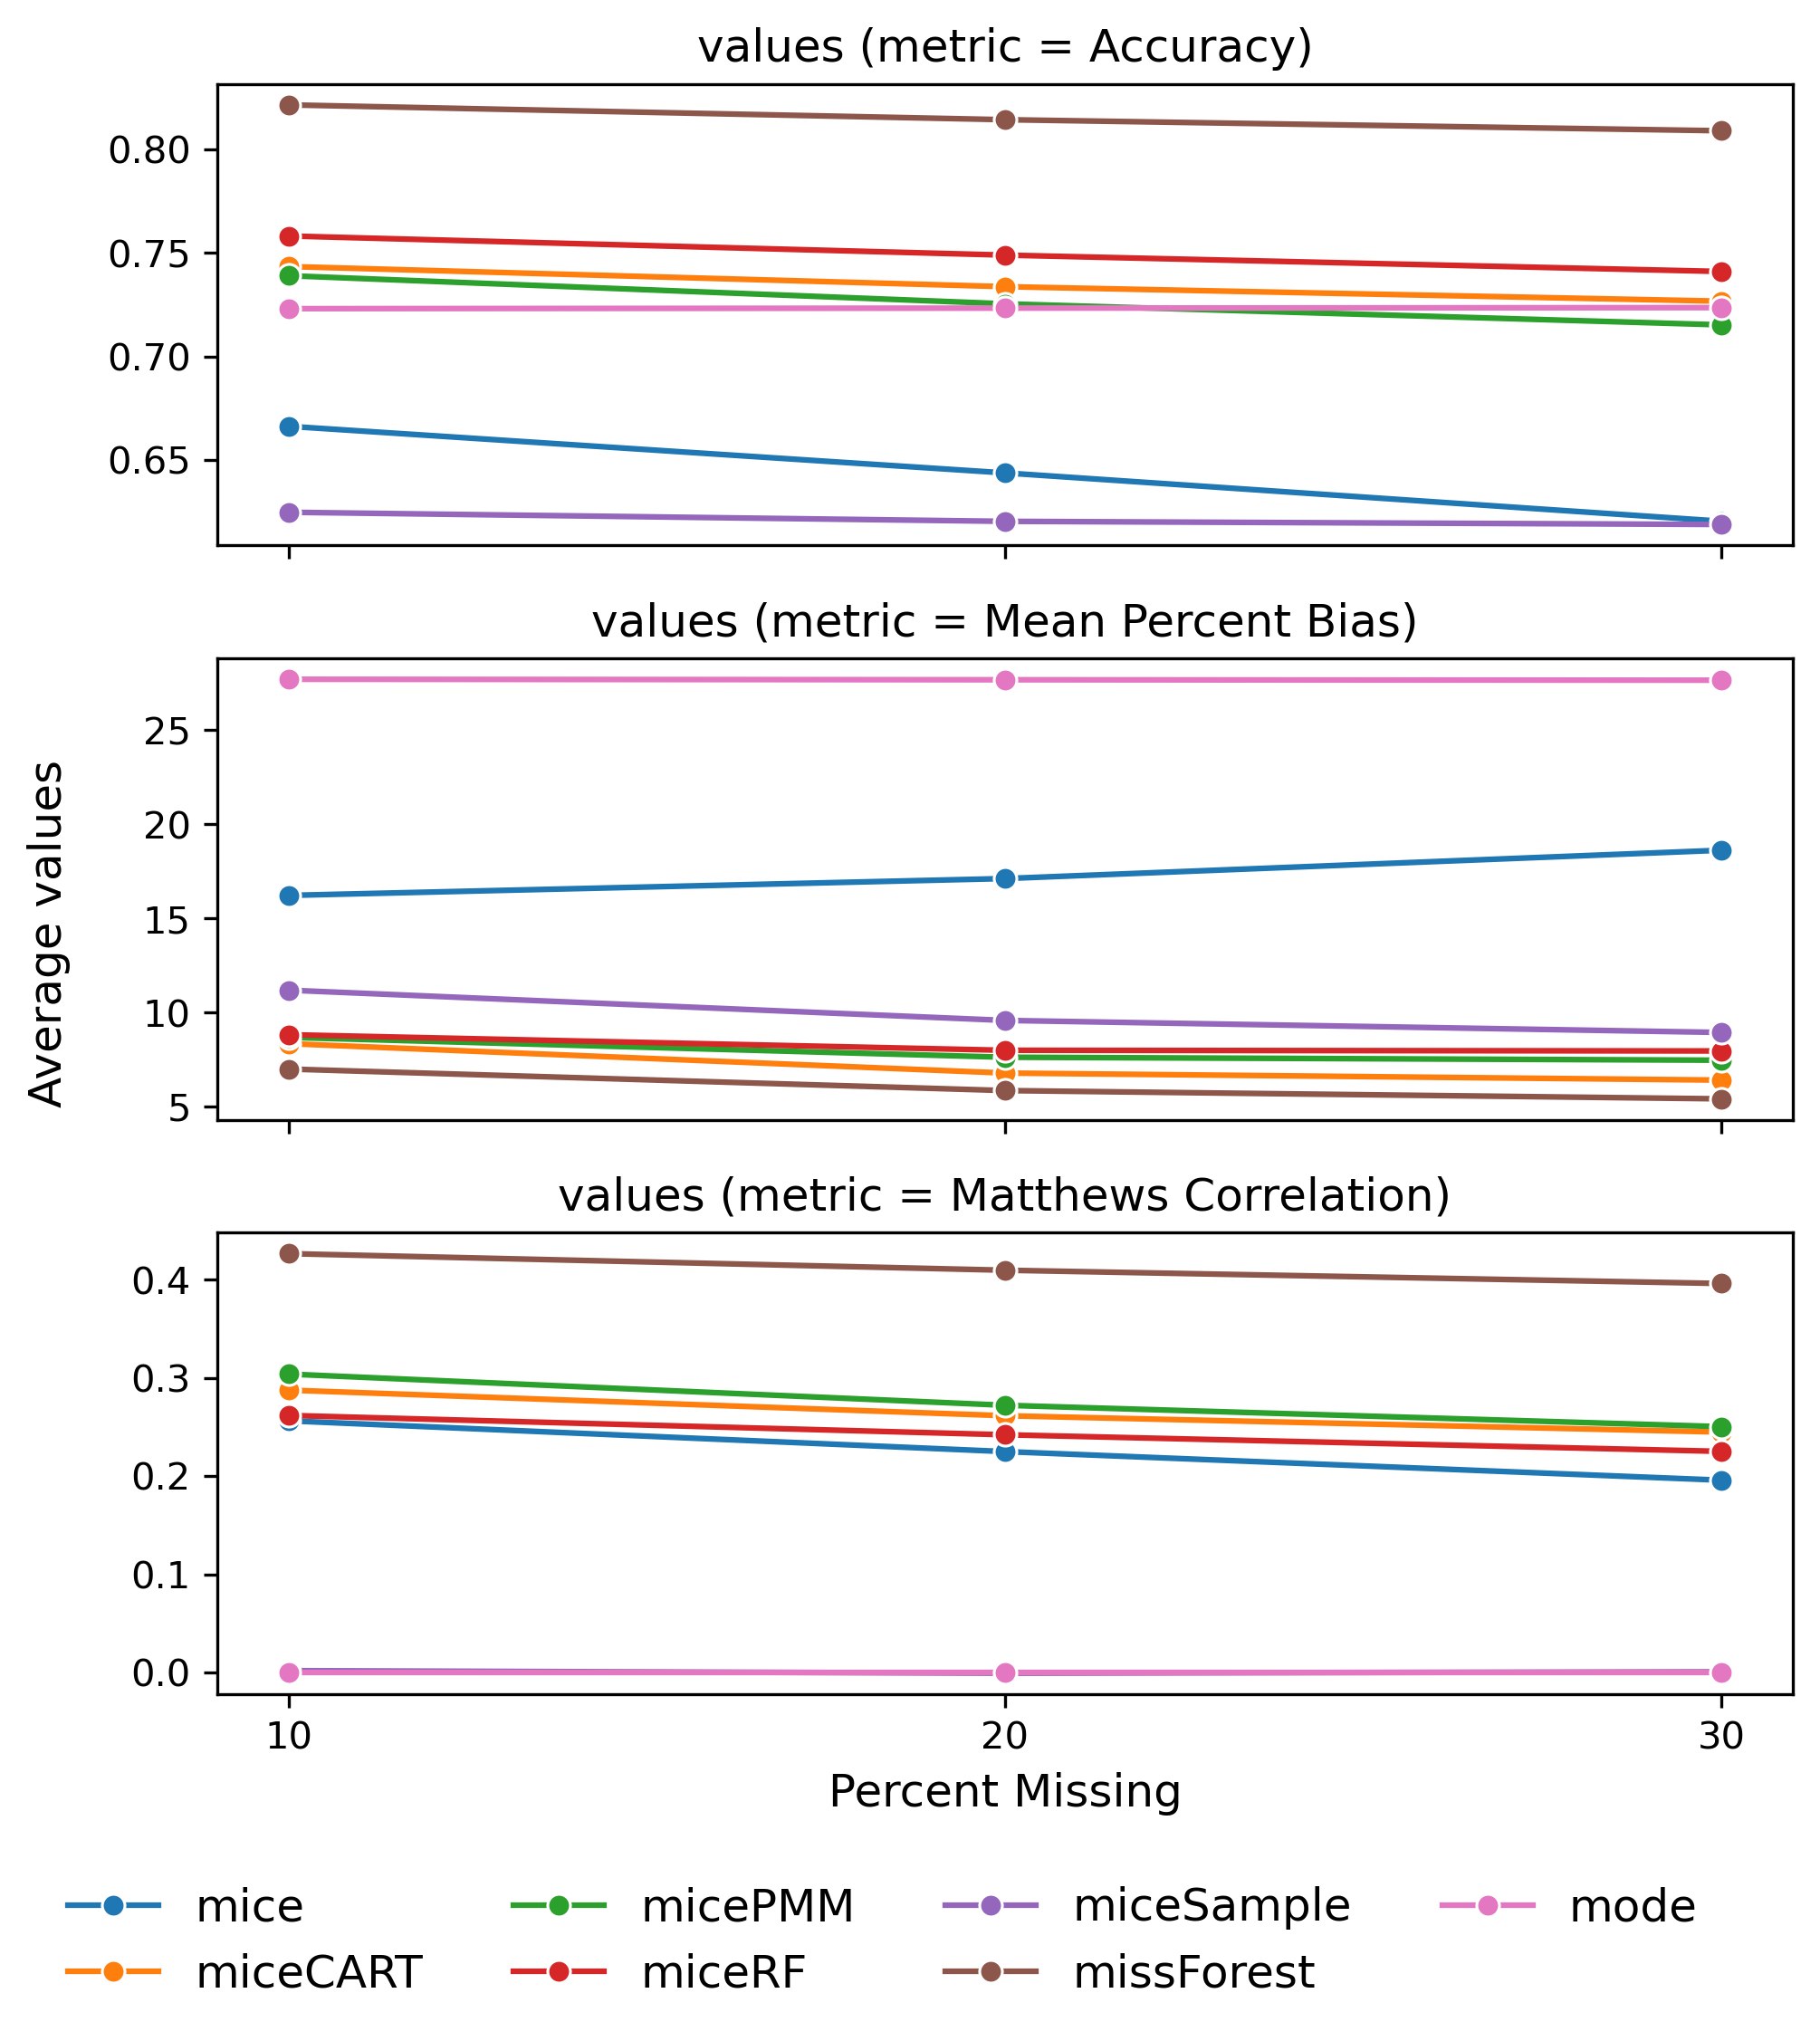 values (metric = Accuracy)
0.80
0.75
0.70
0.65
values (metric = Mean Percent Bias)
25
20
15
10
5
Average values
values (metric = Matthews Correlation)
0.4
0.3
0.2
0.1
0.0
10 20 30
Percent Missing
mice micePMM miceSample mode
miceCART miceRF missForest